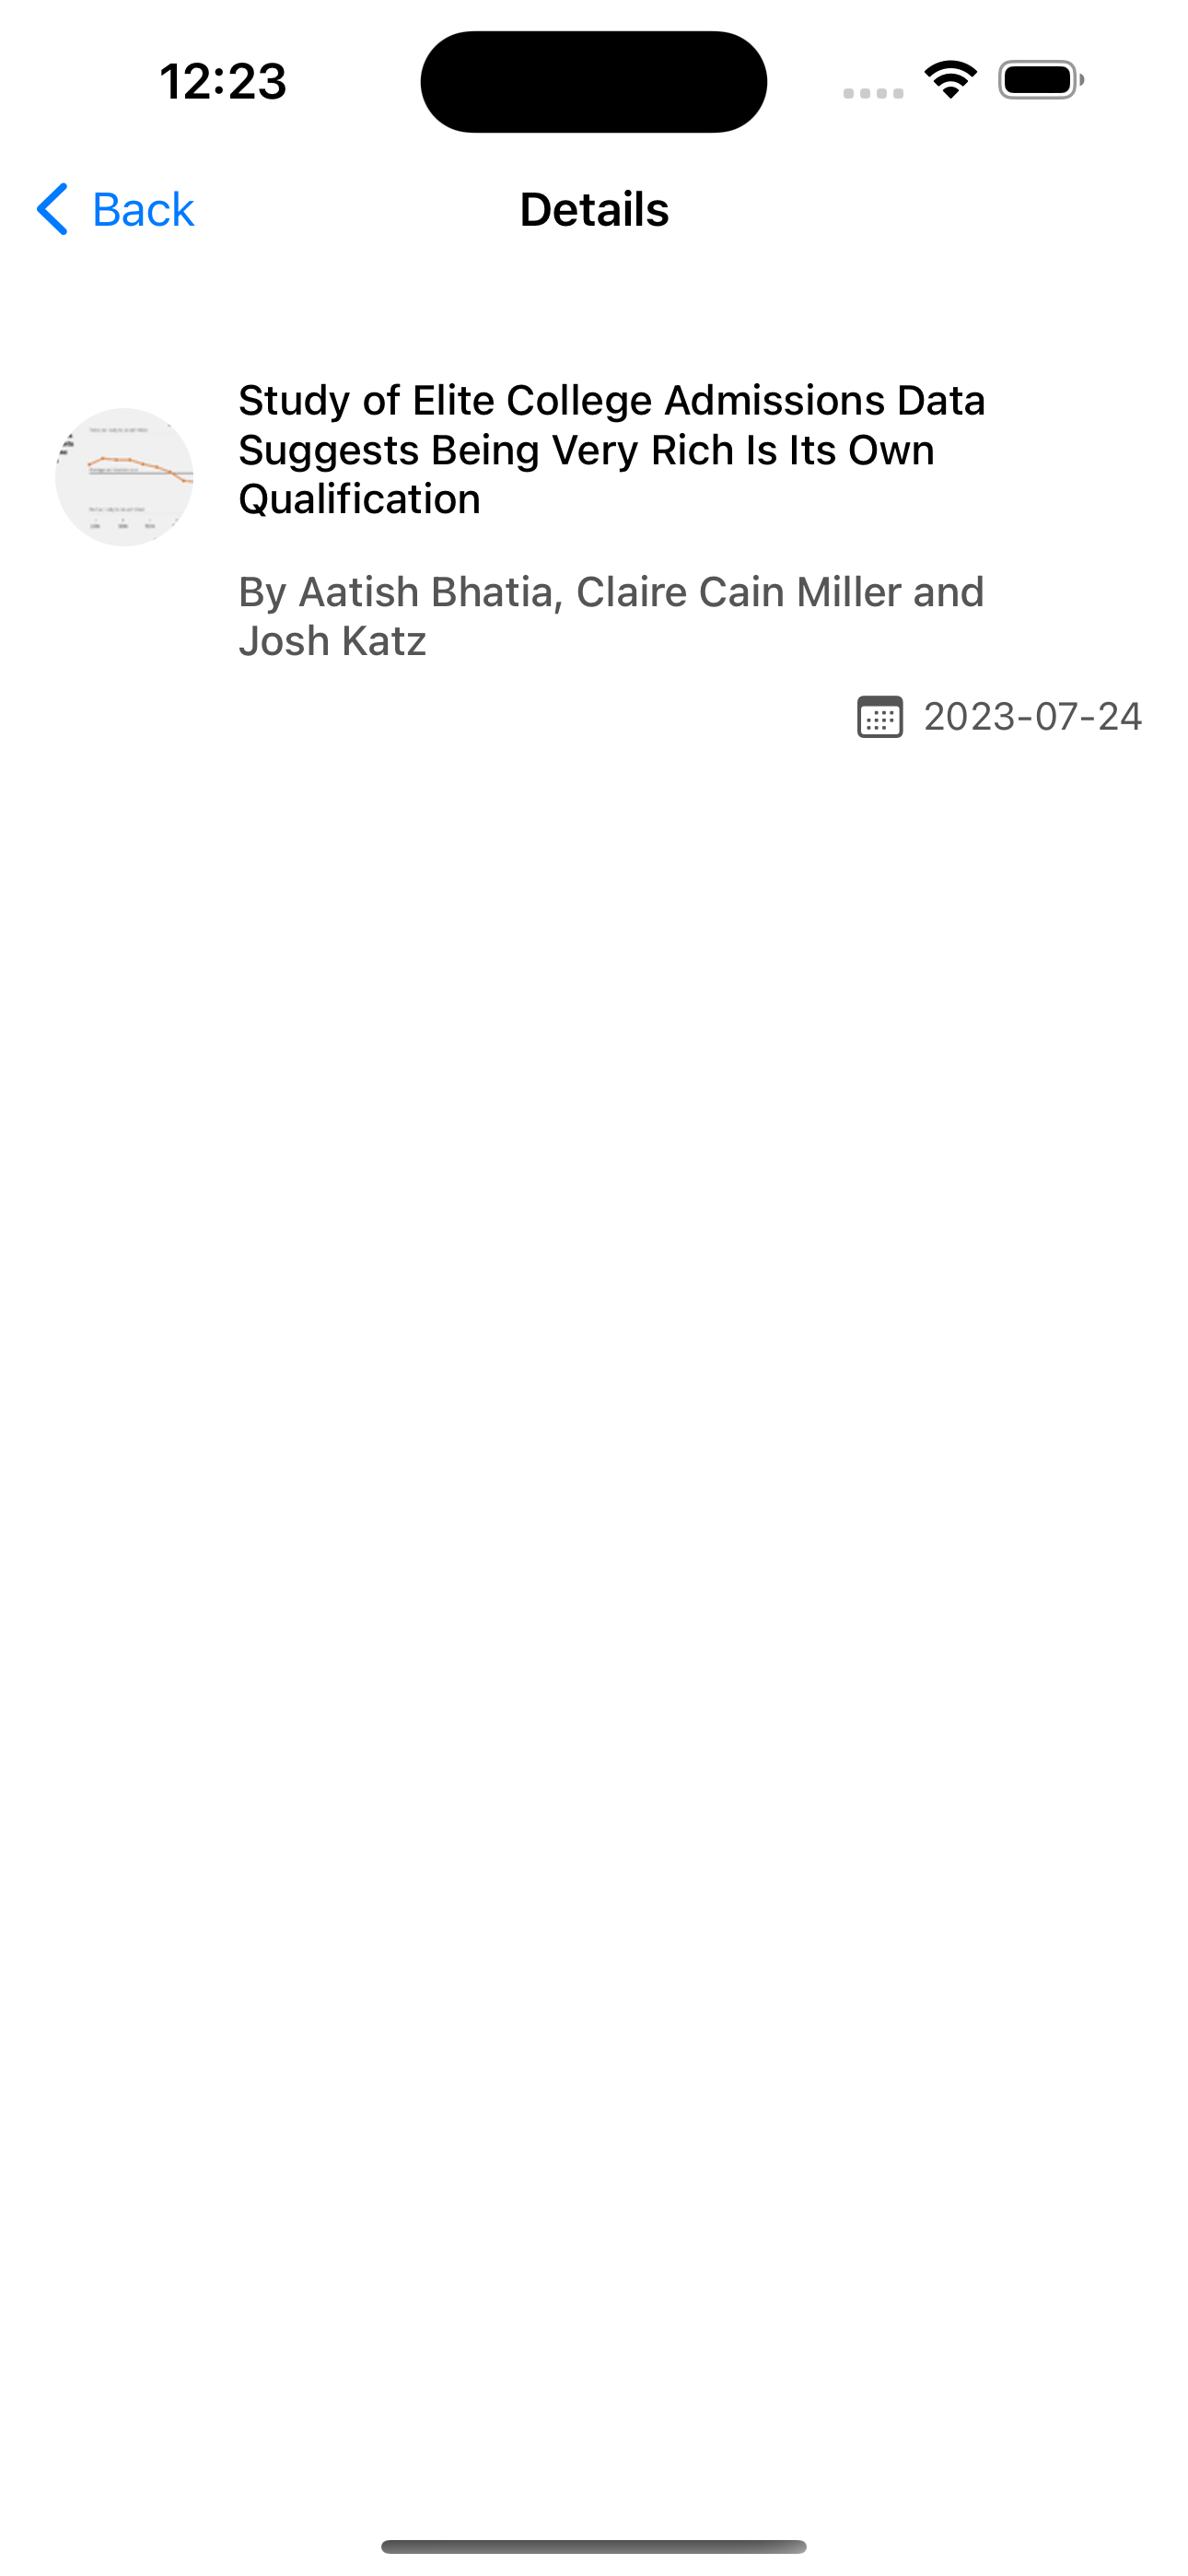 12:23
Back
Details
Study of Elite College Admissions Data
Suggests Being Very Rich Is Its Own
Qualification
By Aatish Bhatia, Claire Cain Miller and
Josh Katz
2023-07-24